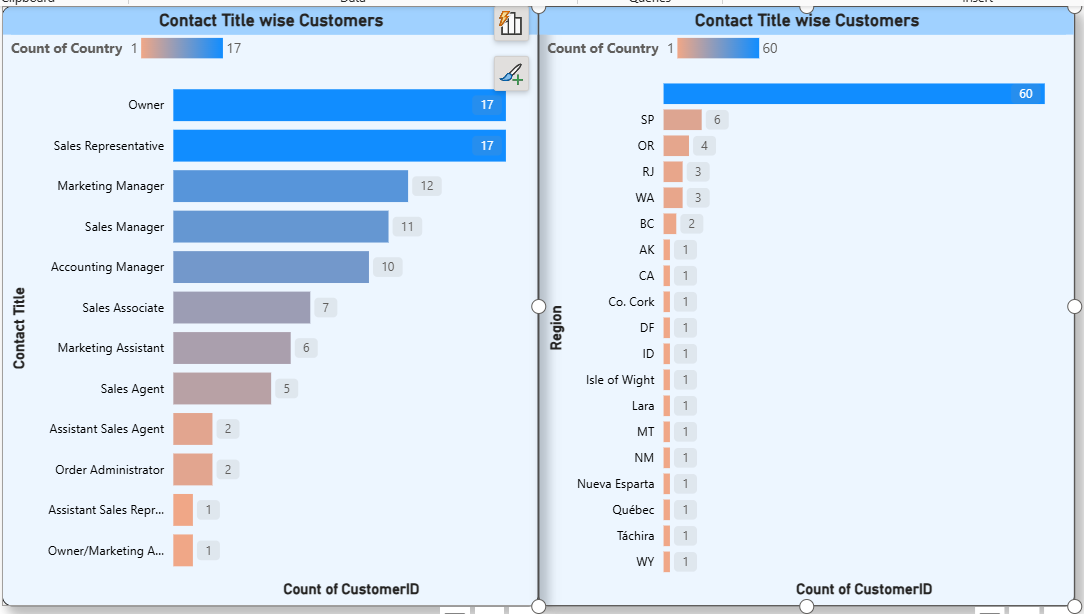 Contact Title wise Customers
Count of Country 1 17
Contact Title
Owner 17
Sales Representative 17
Marketing Manager 12
Sales Manager 11
Accounting Manager 10
Sales Associate 7
Marketing Assistant 6
Sales Agent 5
Assistant Sales Agent 2
Order Administrator 2
Assistant Sales Repr... 1
Owner/Marketing A... 1
Count of CustomerID
Contact Title wise Customers
Count of Country 1 60
Region
60
SP 6
OR 4
RJ 3
WA 3
BC 2
AK 1
CA 1
Co. Cork 1
DF 1
ID 1
Isle of Wight 1
Lara 1
MT 1
NM 1
Nueva Esparta 1
Québec 1
Táchira 1
WY 1
Count of CustomerID